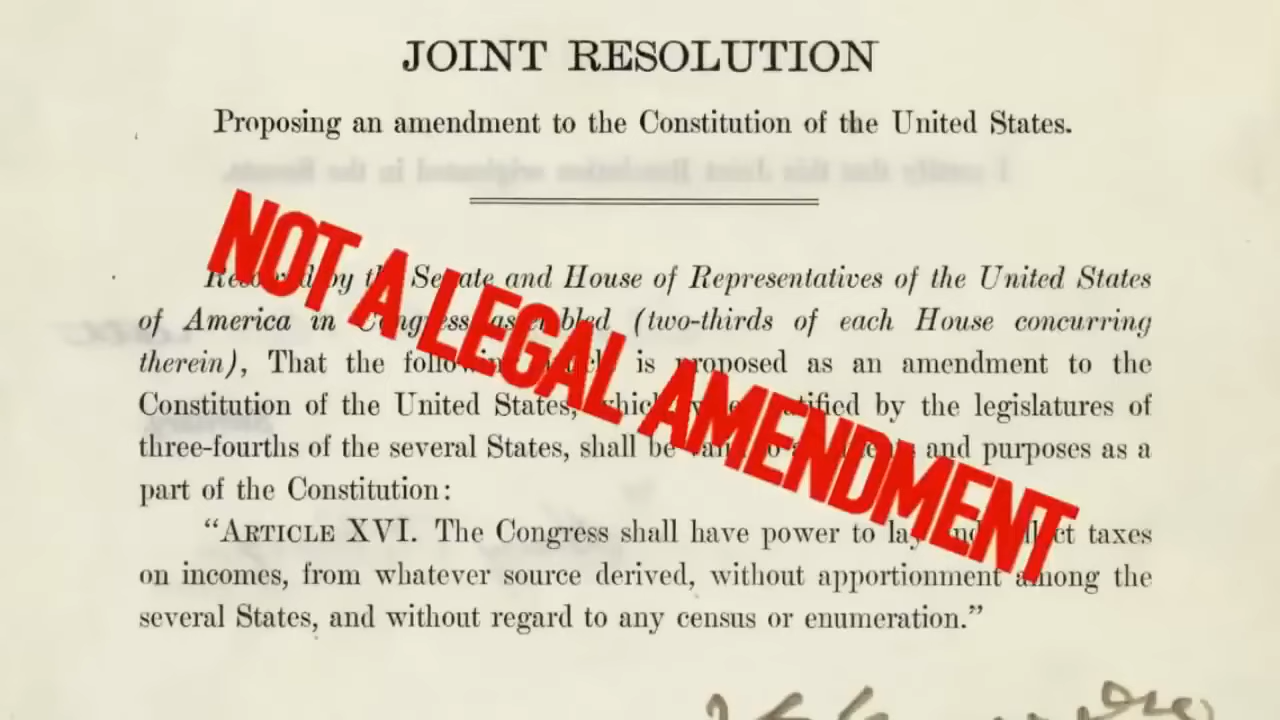 JOINT RESOLUTION
Proposing an amendment to the Constitution of the United States.
NOT A LEGAL AMENDMENT
by Senate and House of Representatives of the United States
of America in (two-thirds of each House concurring
therein), That the is proposed as an amendment to the
Constitution of the United States, by the legislatures of
three-fourths of the several States, shall be and purposes as a
part of the Constitution:
"ARTICLE XVI. The Congress shall have power to taxes
on incomes, from whatever source derived, without apportionment among the
several States, and without regard to any census or enumeration."